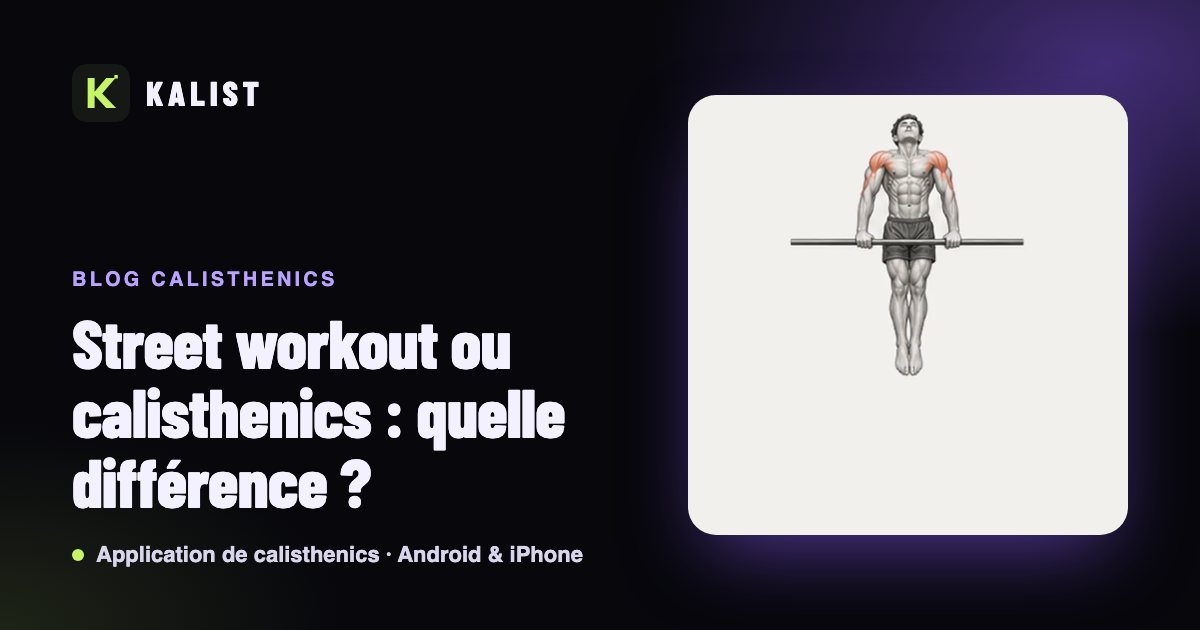 KALIST
BLOG CALISTHENICS
Street workout ou
calisthenics : quelle
différence ?
Application de calisthenics · Android & iPhone